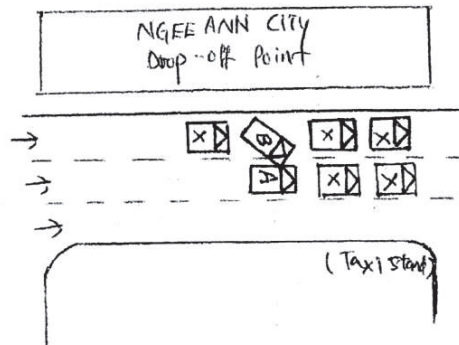 NGEE ANN CITY
Drop-off Point
X
B
X
X
A
X
X
(Taxi stand)